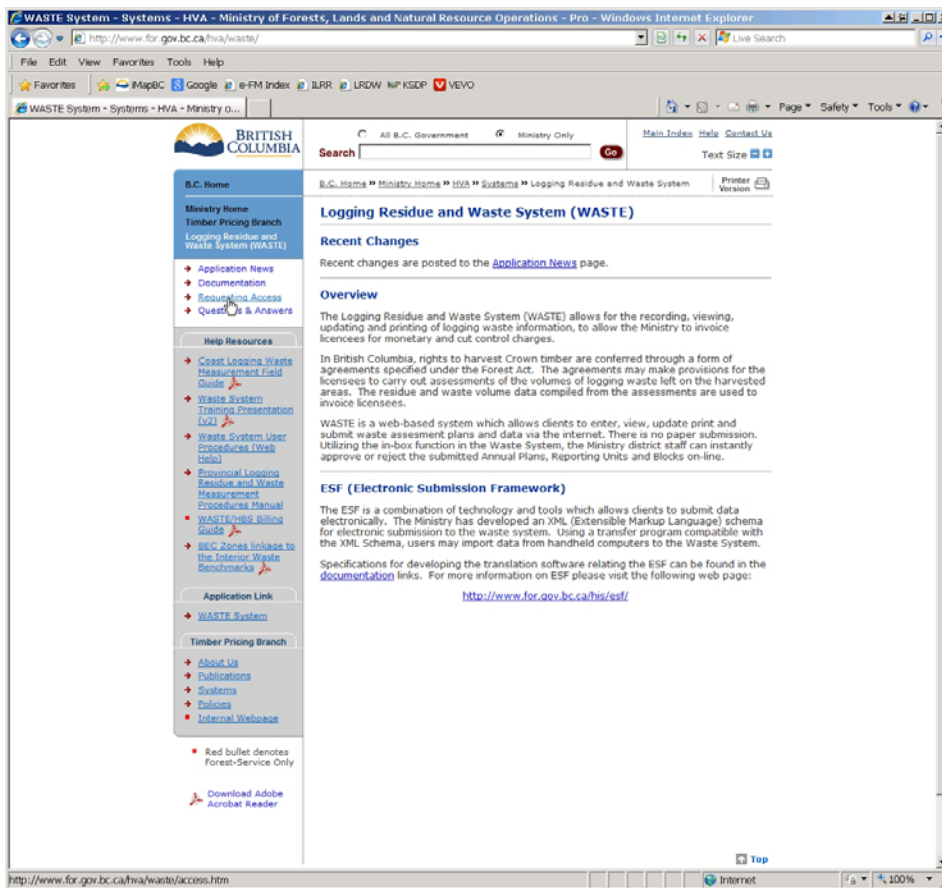 WASTE System - Systems - HVA - Ministry of Forests, Lands and Natural Resource Operations - Pro - Windows Internet Explorer
http://www.for.gov.bc.ca/hva/waste/
Live Search
File Edit View Favorites Tools Help
Favorites iMapBC Google e-FM Index ILRR LRDW KSDP VEVO
WASTE System - Systems - HVA - Ministry o...
Page Safety Tools
BRITISH
COLUMBIA
All B.C. Government Ministry Only
Main Index Help Contact Us
Search Go
Text Size
B.C. Home
B.C. Home » Ministry Home » HVA » Systems » Logging Residue and Waste System
Printer
Version
Ministry Home
Timber Pricing Branch
Logging Residue and
Waste System (WASTE)
Application News
Documentation
Requesting Access
Questions & Answers
Help Resources
Coast Logging Waste
Measurement Field
Guide
Waste System
Training Presentation
(v2)
Waste System User
Procedures (Web
Help)
Provincial Logging
Residue and Waste
Measurement
Procedures Manual
WASTE/HBS Billing
Guide
BEC Zones linkage to
the Interior Waste
Benchmarks
Application Link
WASTE System
Timber Pricing Branch
About Us
Publications
Systems
Policies
Internal Webpage
Red bullet denotes
Forest-Service Only
Download Adobe
Acrobat Reader
Logging Residue and Waste System (WASTE)
Recent Changes
Recent changes are posted to the Application News page.
Overview
The Logging Residue and Waste System (WASTE) allows for the recording, viewing,
updating and printing of logging waste information, to allow the Ministry to invoice
licencees for monetary and cut control charges.
In British Columbia, rights to harvest Crown timber are conferred through a form of
agreements specified under the Forest Act. The agreements may make provisions for the
licensees to carry out assessments of the volumes of logging waste left on the harvested
areas. The residue and waste volume data compiled from the assessments are used to
invoice licensees.
WASTE is a web-based system which allows clients to enter, view, update print and
submit waste assesment plans and data via the internet. There is no paper submission.
Utilizing the in-box function in the Waste System, the Ministry district staff can instantly
approve or reject the submitted Annual Plans, Reporting Units and Blocks on-line.
ESF (Electronic Submission Framework)
The ESF is a combination of technology and tools which allows clients to submit data
electronically. The Ministry has developed an XML (Extensible Markup Language) schema
for electronic submission to the waste system. Using a transfer program compatible with
the XML Schema, users may import data from handheld computers to the Waste System.
Specifications for developing the translation software relating the ESF can be found in the
documentation links. For more information on ESF please visit the following web page:
http://www.for.gov.bc.ca/his/esf/
Top
http://www.for.gov.bc.ca/hva/waste/access.htm
Internet
100%